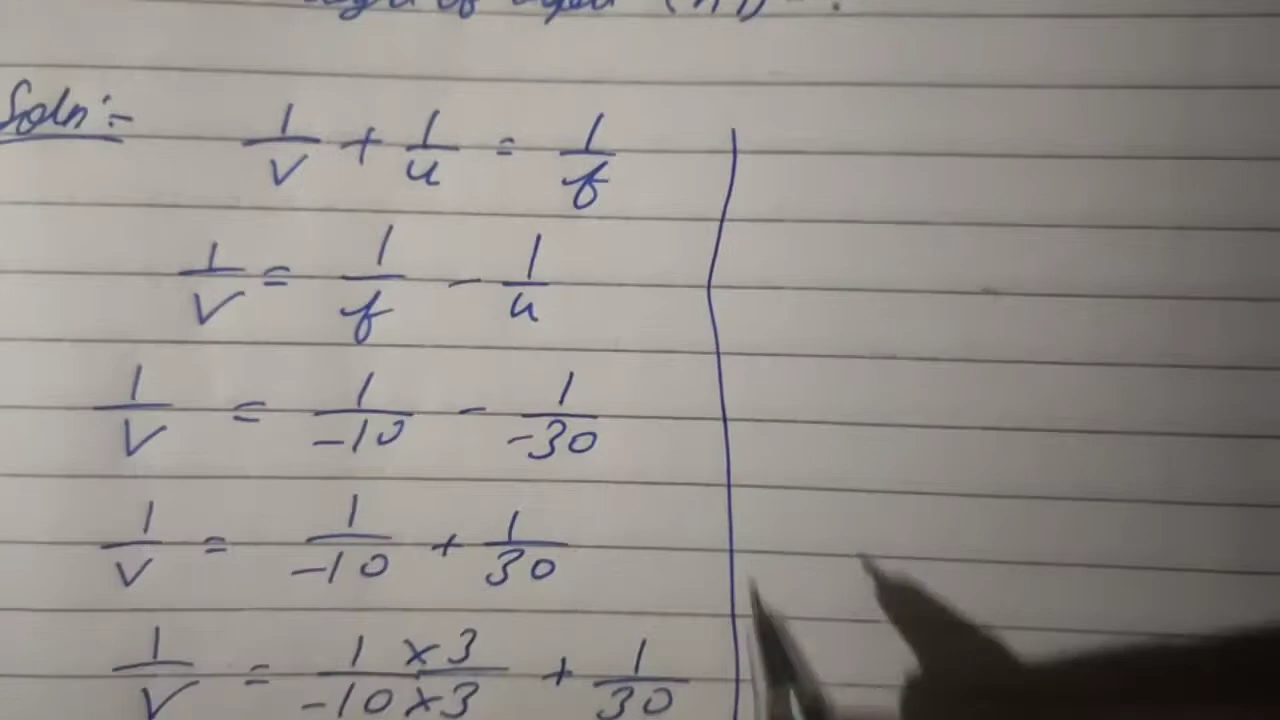 of
Soln:-
1/v + 1/u = 1/f
1/v = 1/f - 1/u
1/v = 1/-10 - 1/-30
1/v = 1/-10 + 1/30
1/v = 1 x 3/-10 x 3 + 1/30